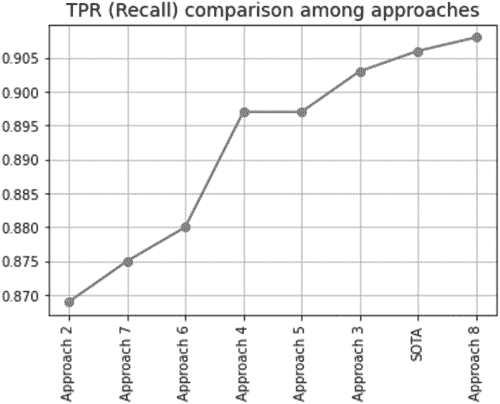 TPR (Recall) comparison among approaches
0.905
0.900
0.895
0.890
0.885
0.880
0.875
0.870
Approach 2
Approach 7
Approach 6
Approach 4
Approach 5
Approach 3
SOTA
Approach 8